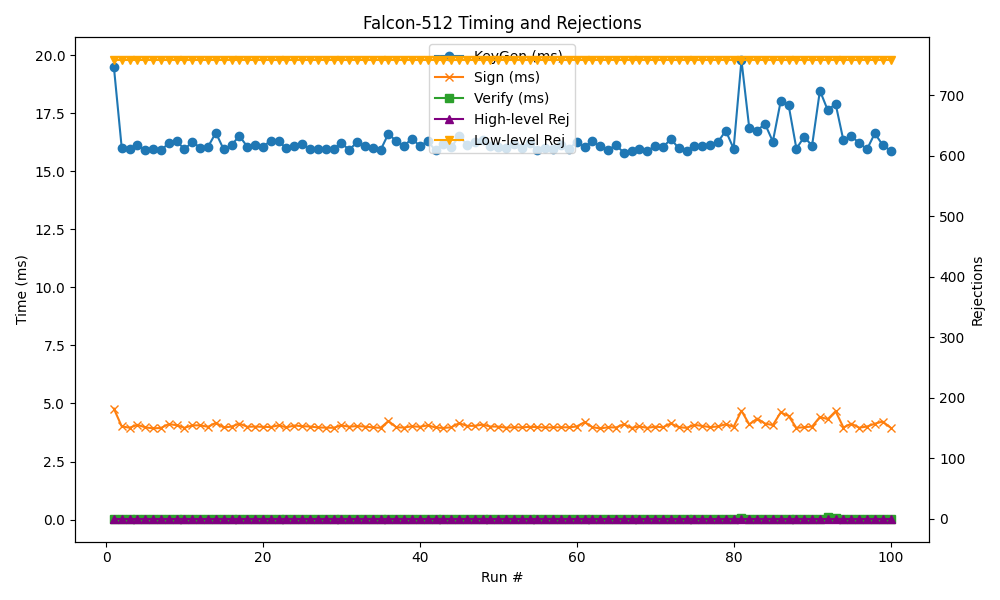 Falcon-512 Timing and Rejections
KeyGen (ms)
Sign (ms)
Verify (ms)
High-level Rej
Low-level Rej
Time (ms)
20.0
17.5
15.0
12.5
10.0
7.5
5.0
2.5
0.0
700
600
500
400
300
200
100
0
Rejections
0
20
40
60
80
100
Run #